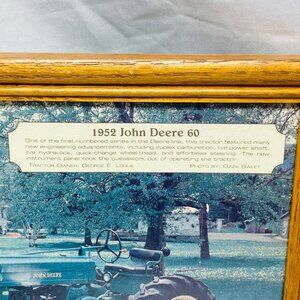 1952 John Deere 60
One of the first numbered series in the Deere line, this tractor featured many
new engineering advancements, including duplex carburetion, live power shaft,
live hydraulics, quick-change wheel-tread, and effortless steering. The new
instrument panel took the guesswork out of operating the tractor.
Tractor Owner: George E. Logue Photo by: Ozzie Sweet
JOHN DEERE